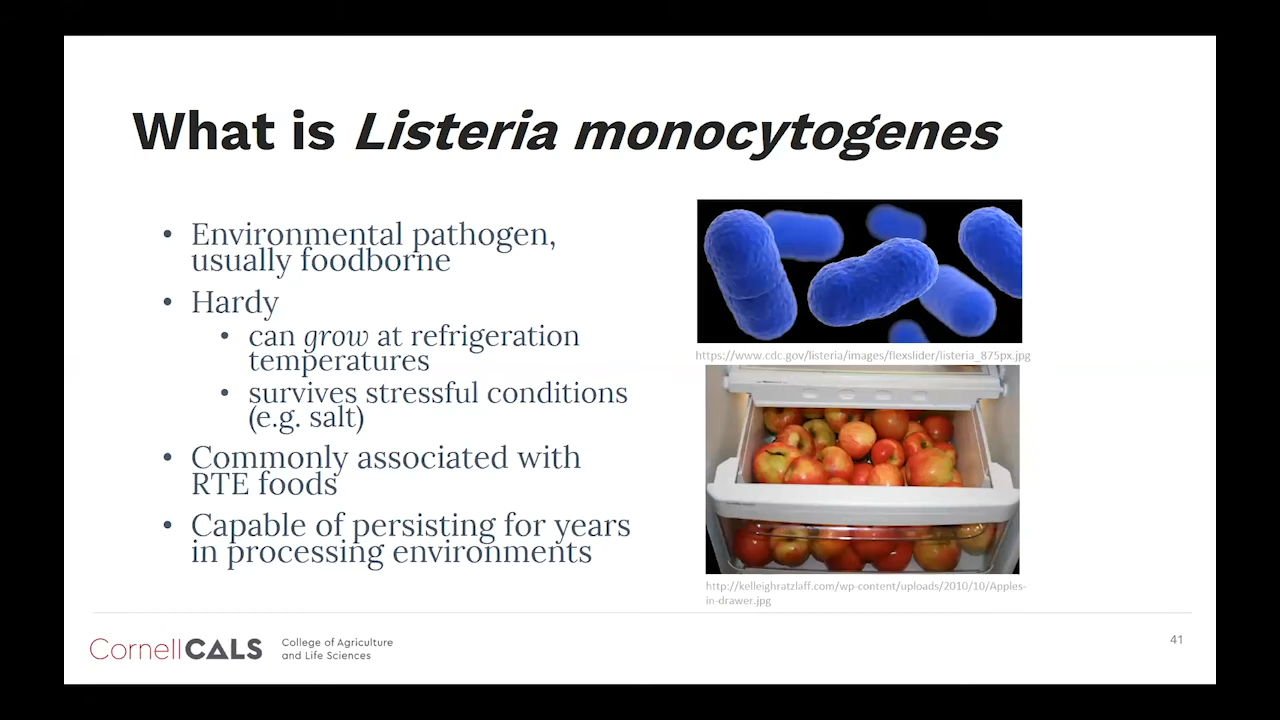 What is Listeria monocytogenes
• Environmental pathogen,
usually foodborne
• Hardy
• can grow at refrigeration
temperatures
• survives stressful conditions
(e.g. salt)
• Commonly associated with
RTE foods
• Capable of persisting for years
in processing environments
https://www.cdc.gov/listeria/images/flexslider/listeria_875px.jpg
http://kelleighratzlaff.com/wp-content/uploads/2010/10/Apples-
in-drawer.jpg
CornellCALS
College of Agriculture
and Life Sciences
41